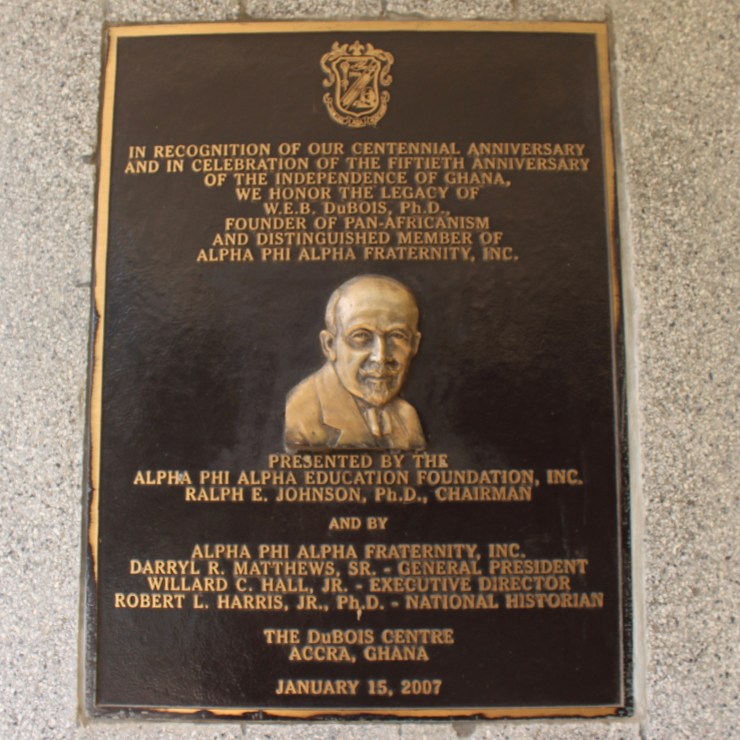 IN RECOGNITION OF OUR CENTENNIAL ANNIVERSARY
AND IN CELEBRATION OF THE FIFTIETH ANNIVERSARY
OF THE INDEPENDENCE OF GHANA,
WE HONOR THE LEGACY OF
W.E.B. DuBOIS, Ph.D.,
FOUNDER OF PAN-AFRICANISM
AND DISTINGUISHED MEMBER OF
ALPHA PHI ALPHA FRATERNITY, INC.
PRESENTED BY THE
ALPHA PHI ALPHA EDUCATION FOUNDATION, INC.
RALPH E. JOHNSON, Ph.D., CHAIRMAN
AND BY
ALPHA PHI ALPHA FRATERNITY, INC.
DARRYL R. MATTHEWS, SR. - GENERAL PRESIDENT
WILLARD C. HALL, JR. - EXECUTIVE DIRECTOR
ROBERT L. HARRIS, JR., Ph.D. - NATIONAL HISTORIAN
THE DuBOIS CENTRE
ACCRA, GHANA
JANUARY 15, 2007